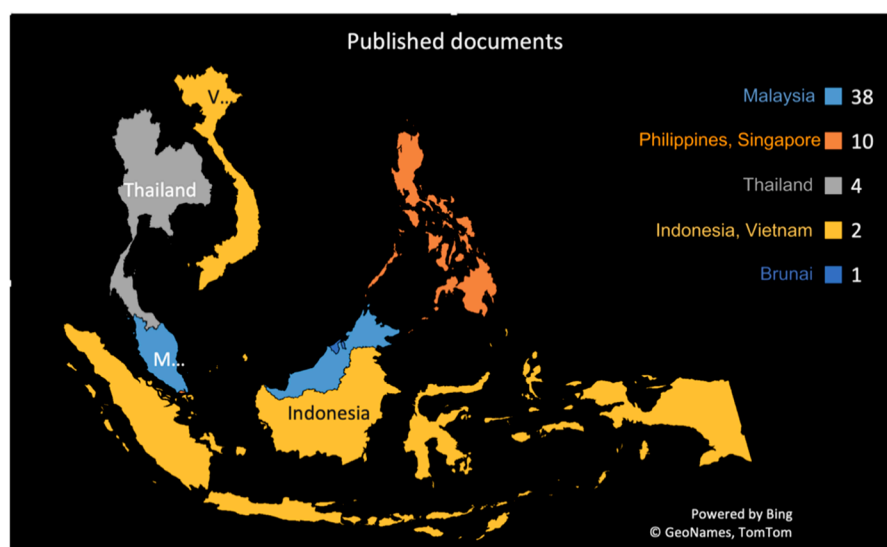 Published documents
Malaysia 38
Philippines, Singapore 10
Thailand 4
Indonesia, Vietnam 2
Brunai 1
V...
Thailand
M...
Indonesia
Powered by Bing
© GeoNames, TomTom